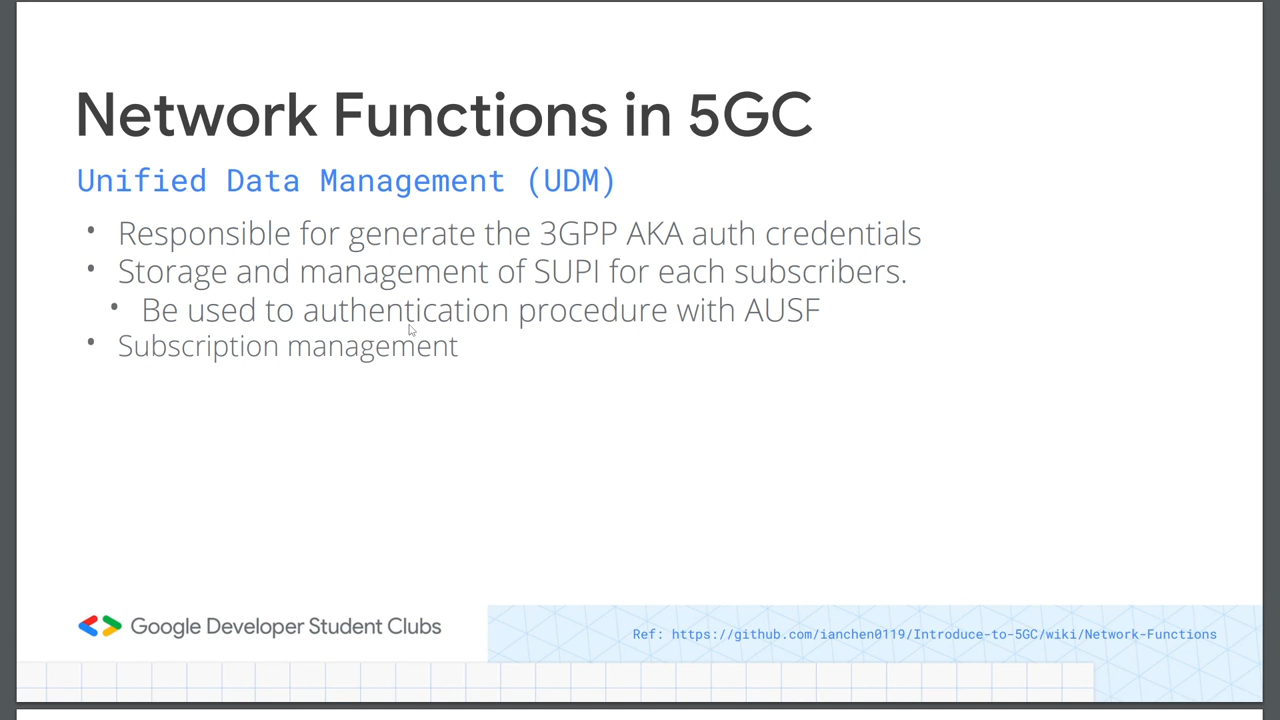 Network Functions in 5GC
Unified Data Management (UDM)
• Responsible for generate the 3GPP AKA auth credentials
• Storage and management of SUPI for each subscribers.
• Be used to authentication procedure with AUSF
• Subscription management
Google Developer Student Clubs
Ref: https://github.com/ianchen0119/Introduce-to-5GC/wiki/Network-Functions